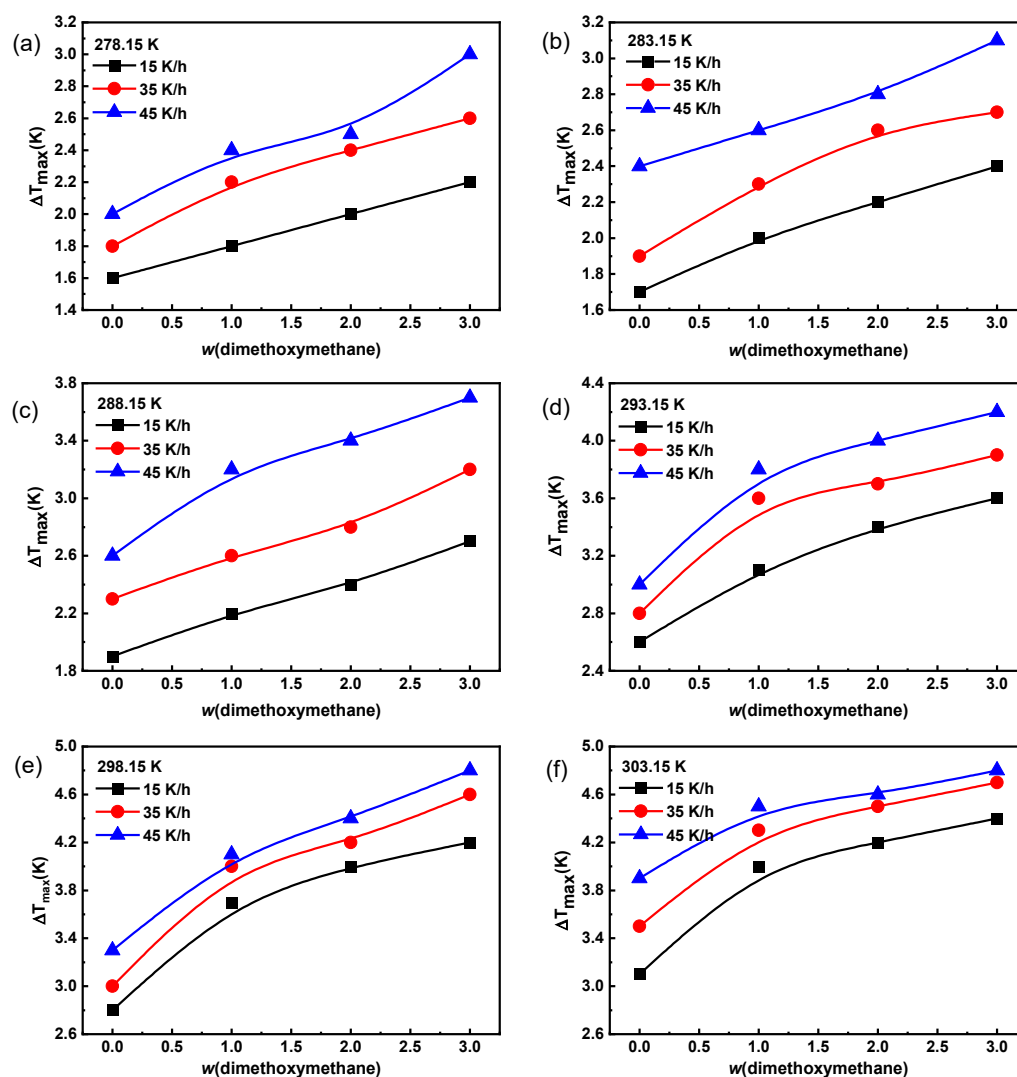 (a)
278.15 K
15 K/h
35 K/h
45 K/h
3.2
3.0
2.8
2.6
2.4
2.2
2.0
1.8
1.6
1.4
ΔTmax(K)
0.0 0.5 1.0 1.5 2.0 2.5 3.0
w(dimethoxymethane)
(b)
283.15 K
15 K/h
35 K/h
45 K/h
3.2
3.0
2.8
2.6
2.4
2.2
2.0
1.8
1.6
ΔTmax(K)
0.0 0.5 1.0 1.5 2.0 2.5 3.0
w(dimethoxymethane)
(c)
288.15 K
15 K/h
35 K/h
45 K/h
3.8
3.4
3.0
2.6
2.2
1.8
ΔTmax(K)
0.0 0.5 1.0 1.5 2.0 2.5 3.0
w(dimethoxymethane)
(d)
293.15 K
15 K/h
35 K/h
45 K/h
4.4
4.0
3.6
3.2
2.8
2.4
ΔTmax(K)
0.0 0.5 1.0 1.5 2.0 2.5 3.0
w(dimethoxymethane)
(e)
298.15 K
15 K/h
35 K/h
45 K/h
5.0
4.6
4.2
3.8
3.4
3.0
2.6
ΔTmax(K)
0.0 0.5 1.0 1.5 2.0 2.5 3.0
w(dimethoxymethane)
(f)
303.15 K
15 K/h
35 K/h
45 K/h
5.0
4.6
4.2
3.8
3.4
3.0
2.6
ΔTmax(K)
0.0 0.5 1.0 1.5 2.0 2.5 3.0
w(dimethoxymethane)